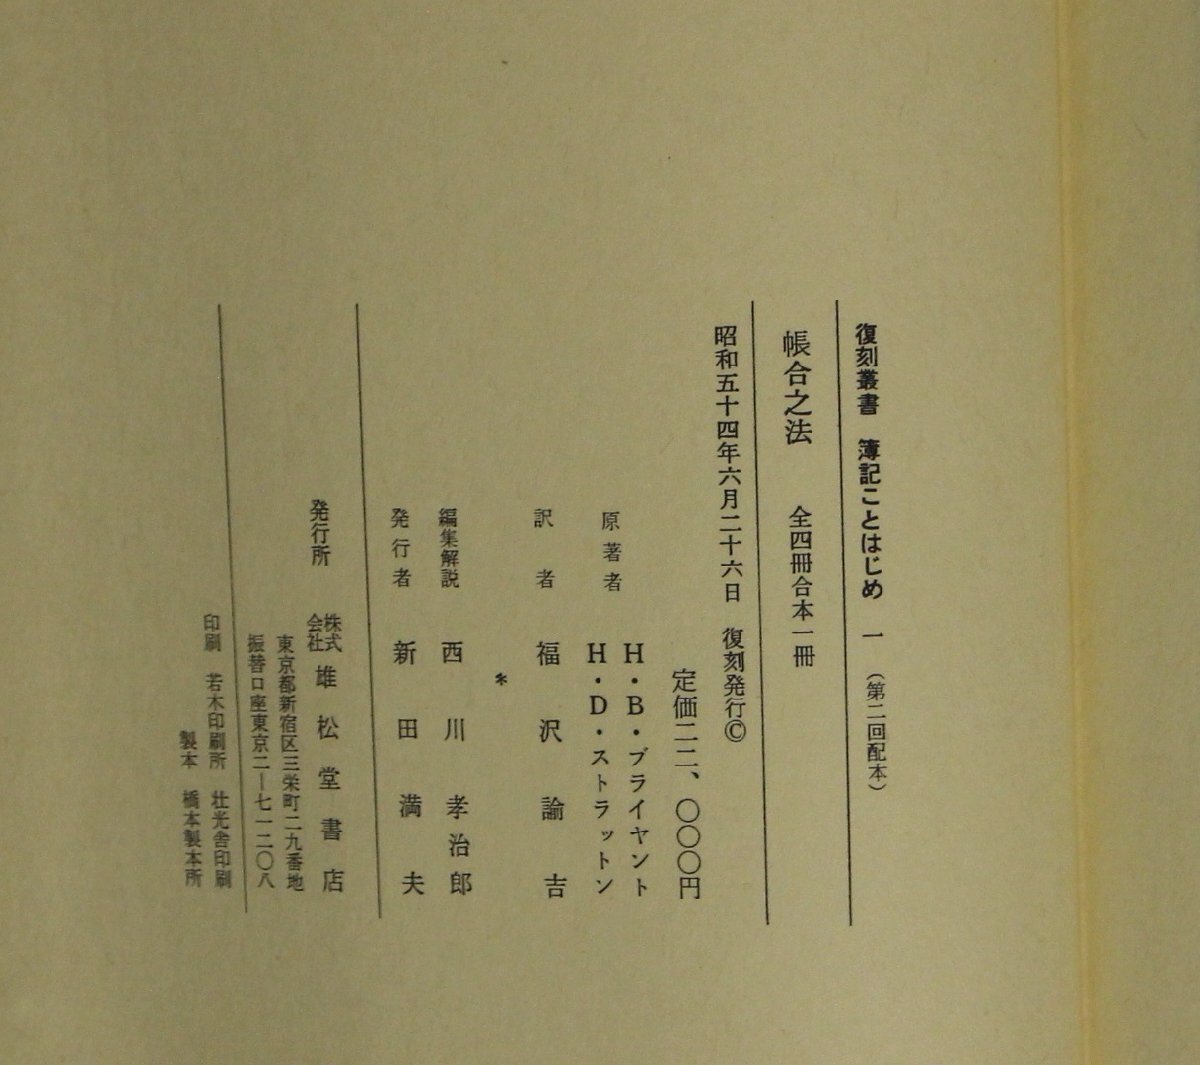 復刻叢書　簿記ことはじめ　一　（第二回配本）
帳合之法　全四冊合本一冊
昭和五十四年六月二十六日　復刻発行©
定価二二、〇〇〇円
原著者　H・B・ブライヤント
H・D・ストラットン
訳者　福沢諭吉
*
編集解説　西川孝治郎
発行者　新田満夫
発行所　株式会社　雄松堂書店
東京都新宿区三栄町二九番地
振替口座東京二―七一二〇八
印刷　若木印刷所　壮光舎印刷
製本　橋本製本所